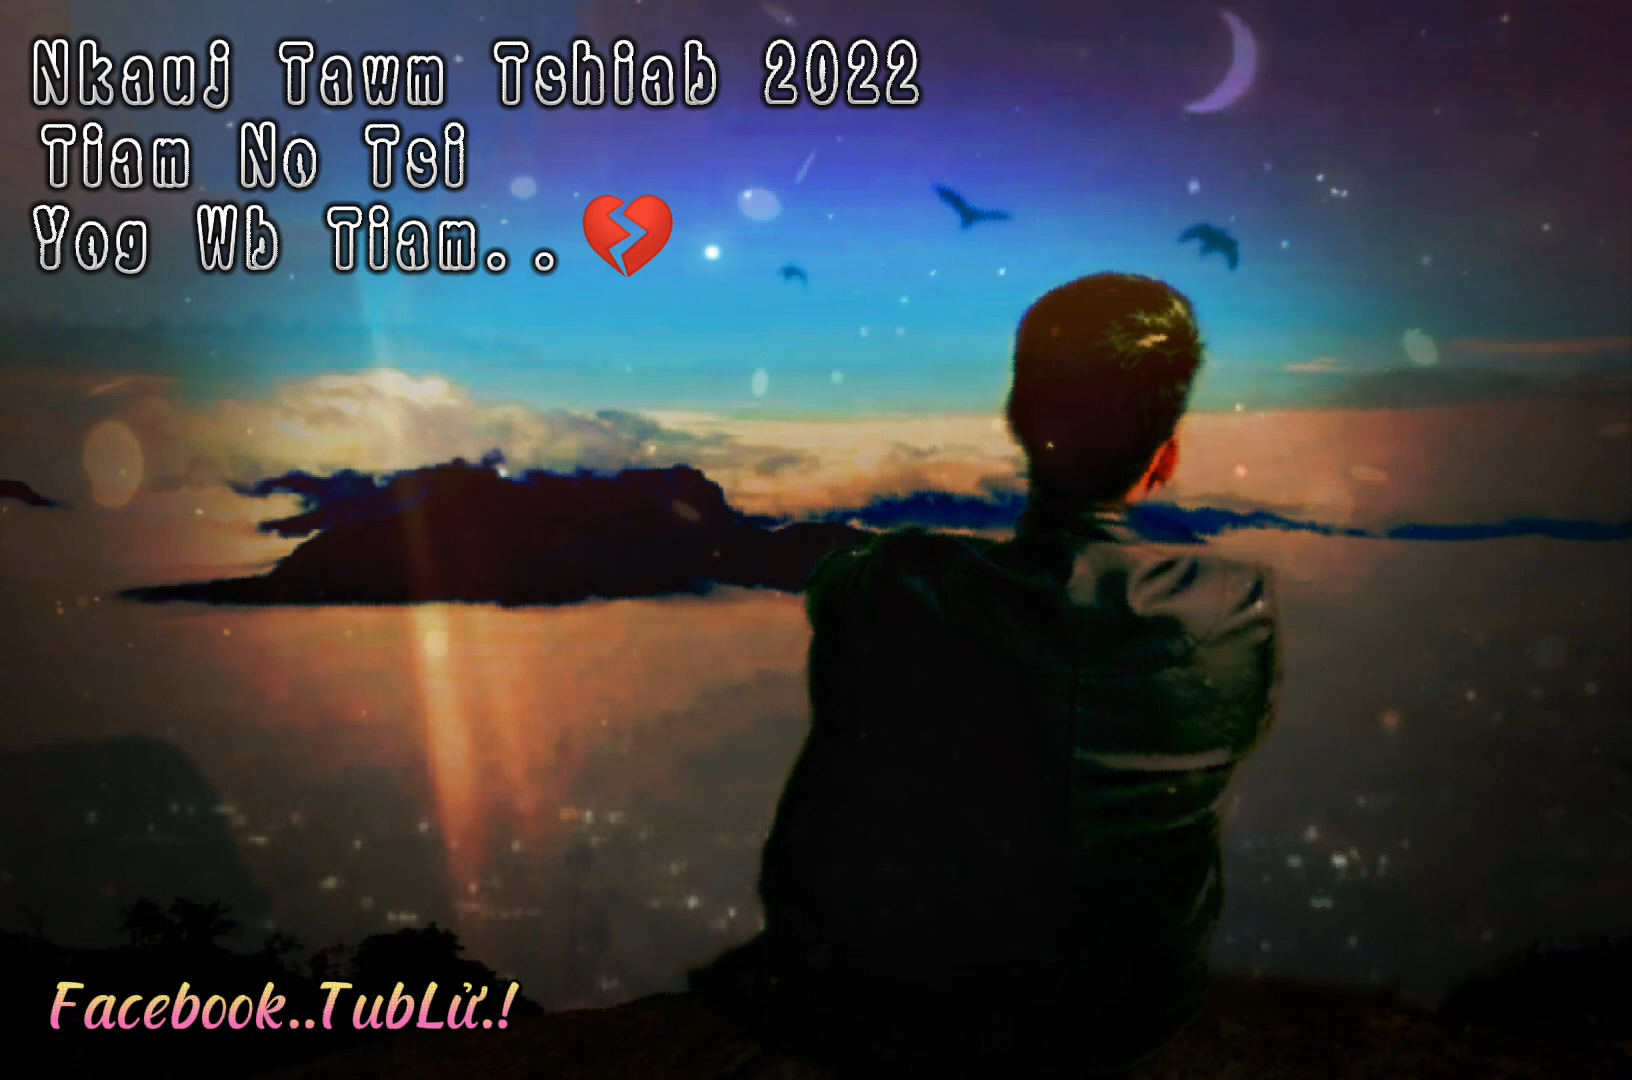 Nkauj Tawm Tshiab 2022
Tiam No Tsi
Yog Wb Tiam..💔
Facebook..TubLử.!